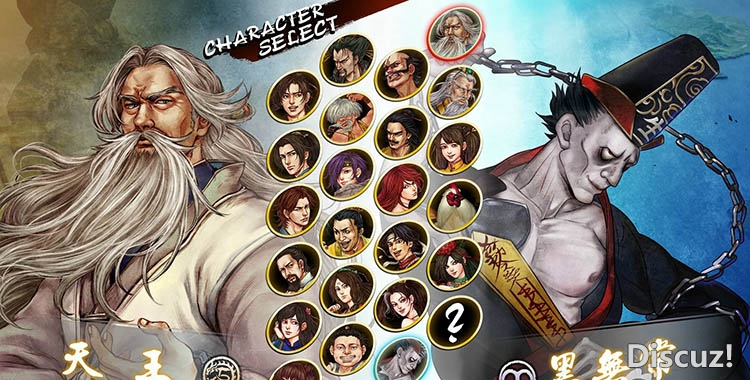 CHARACTER
SELECT
?
天 王
黑無常
Discuz!